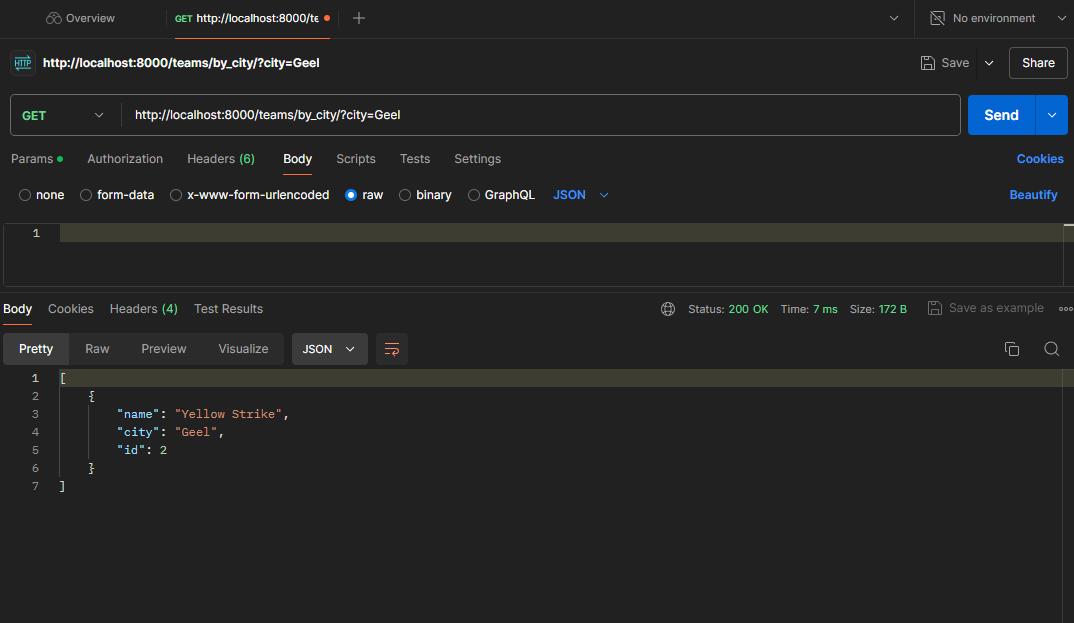 Overview
GET http://localhost:8000/te
No environment
HTTP http://localhost:8000/teams/by_city/?city=Geel
Save
Share
GET
http://localhost:8000/teams/by_city/?city=Geel
Send
Params Authorization Headers (6) Body Scripts Tests Settings Cookies
none form-data x-www-form-urlencoded raw binary GraphQL JSON Beautify
1
Body Cookies Headers (4) Test Results Status: 200 OK Time: 7 ms Size: 172 B Save as example
Pretty Raw Preview Visualize JSON
1 [
2 {
3 "name": "Yellow Strike",
4 "city": "Geel",
5 "id": 2
6 }
7 ]